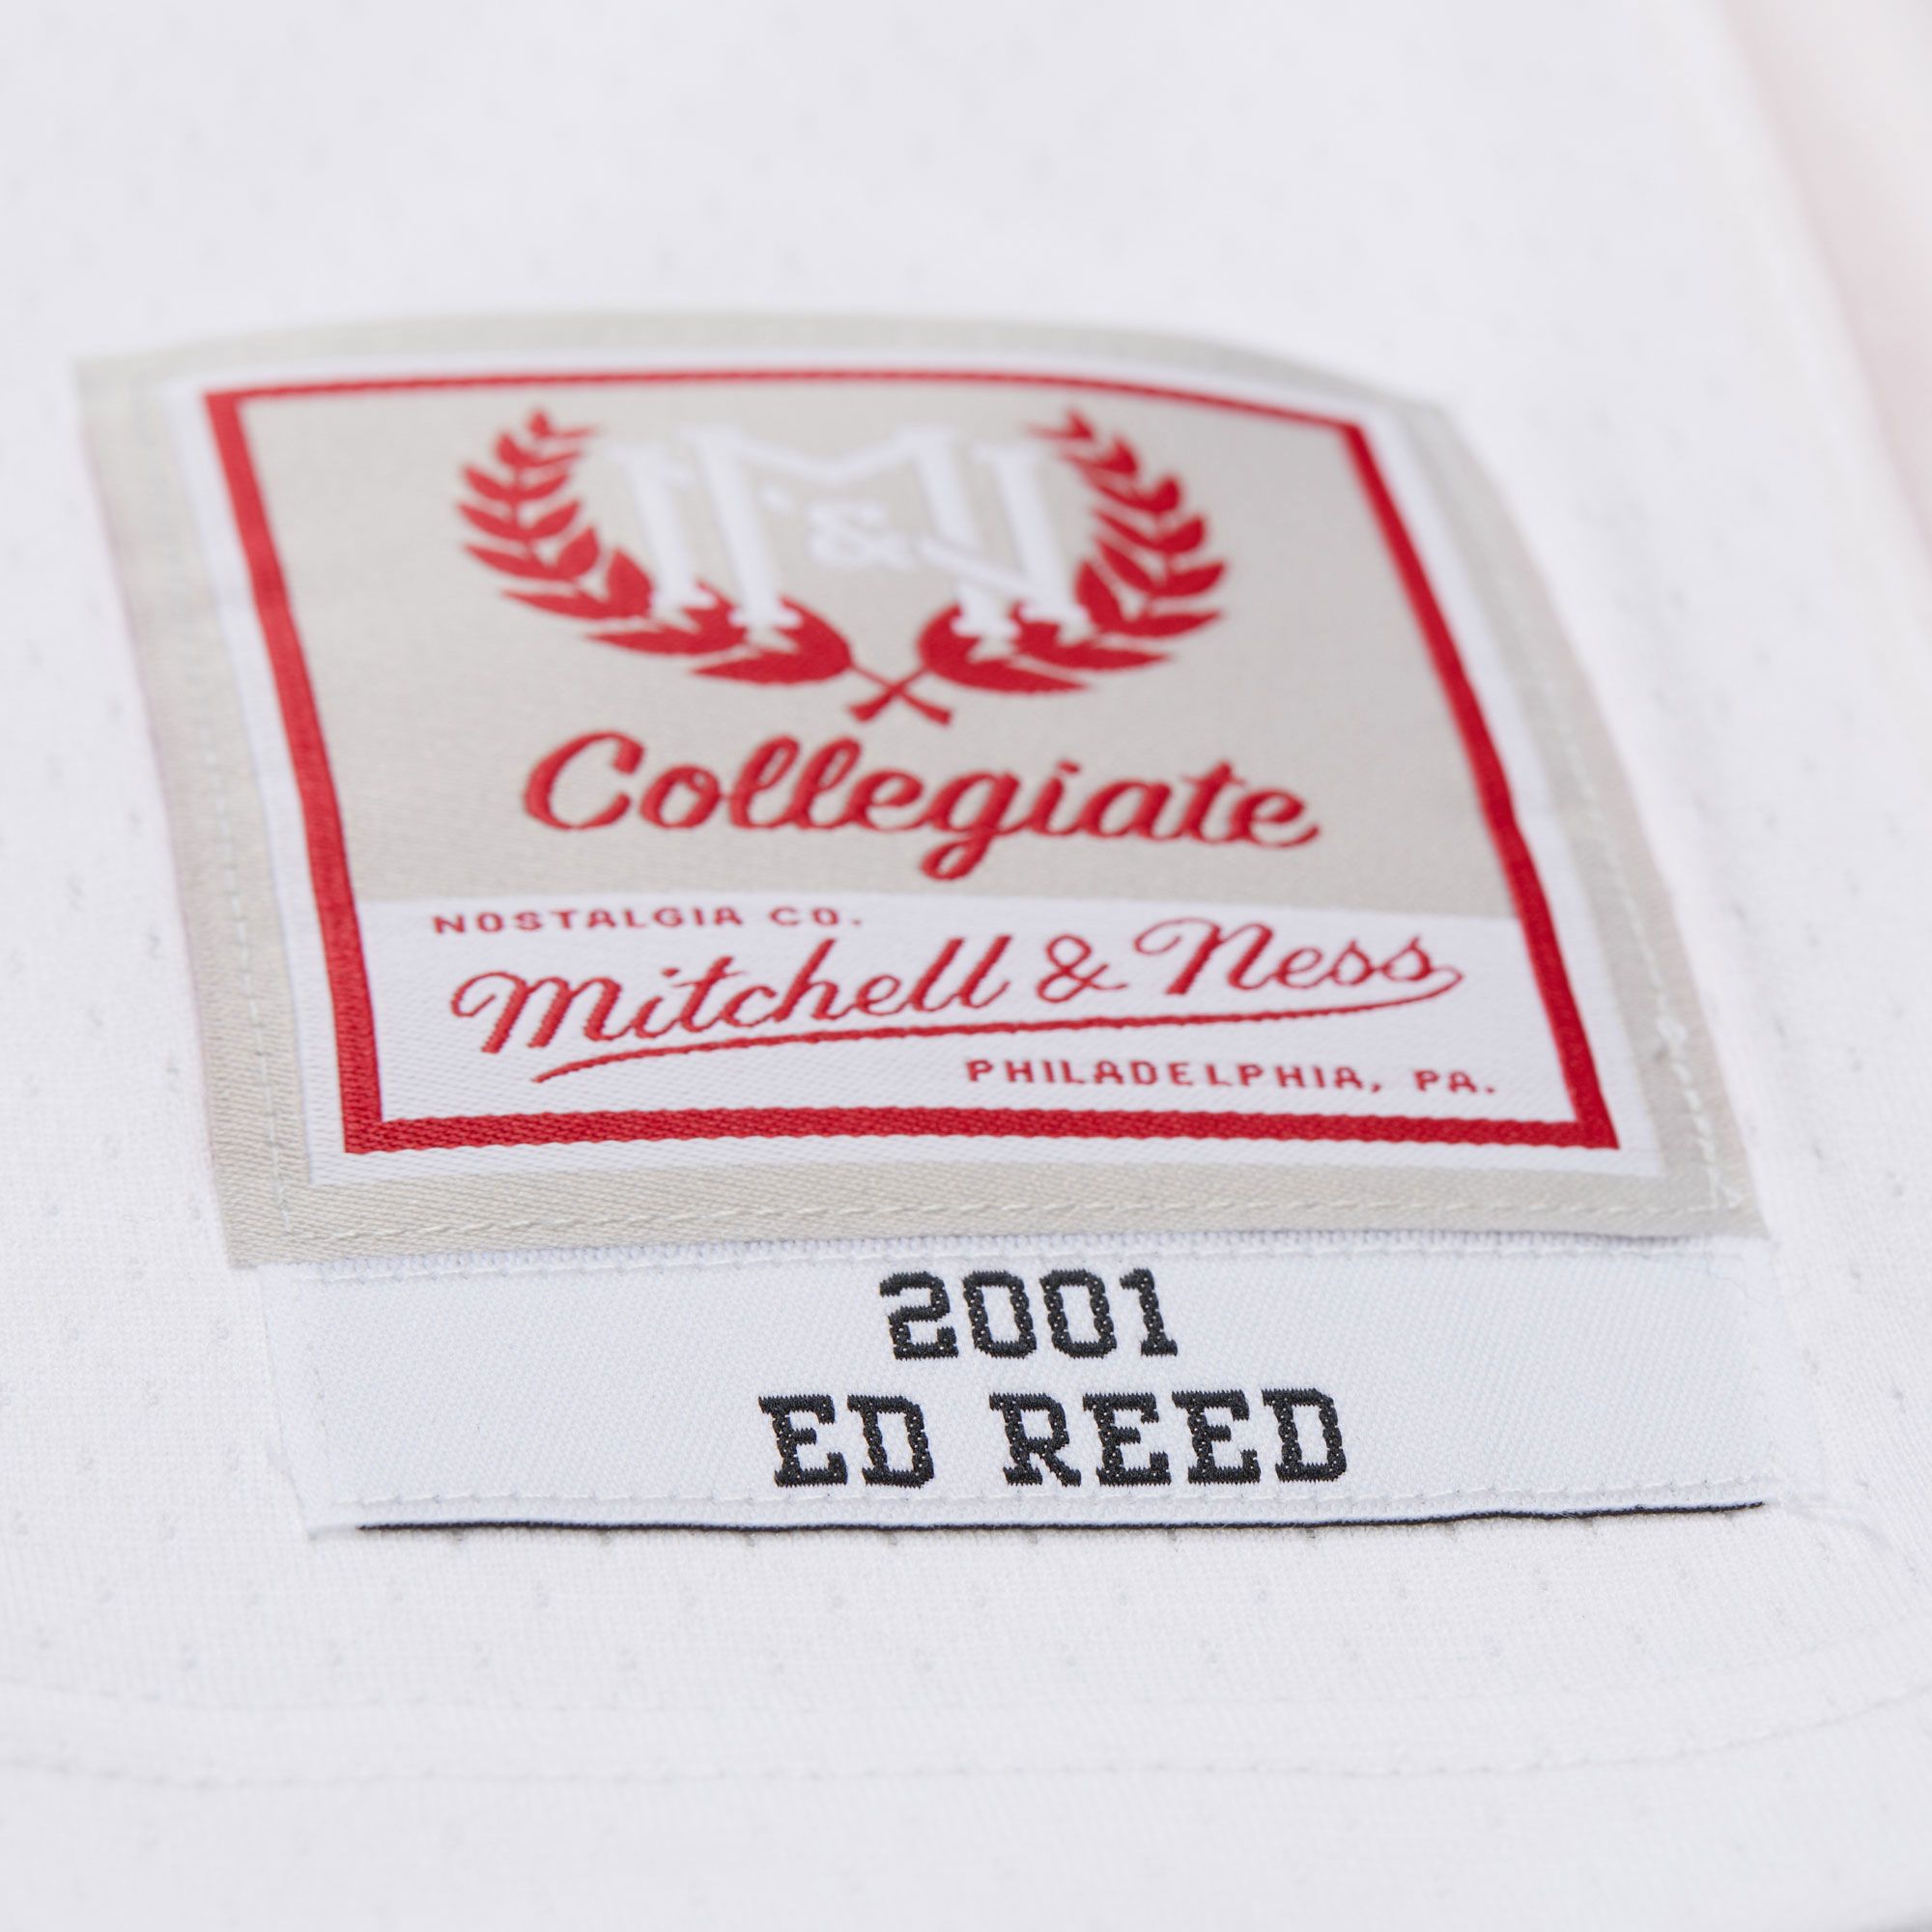 M&N
Collegiate
NOSTALGIA CO.
Mitchell & Ness
PHILADELPHIA, PA.
2001
ED REED